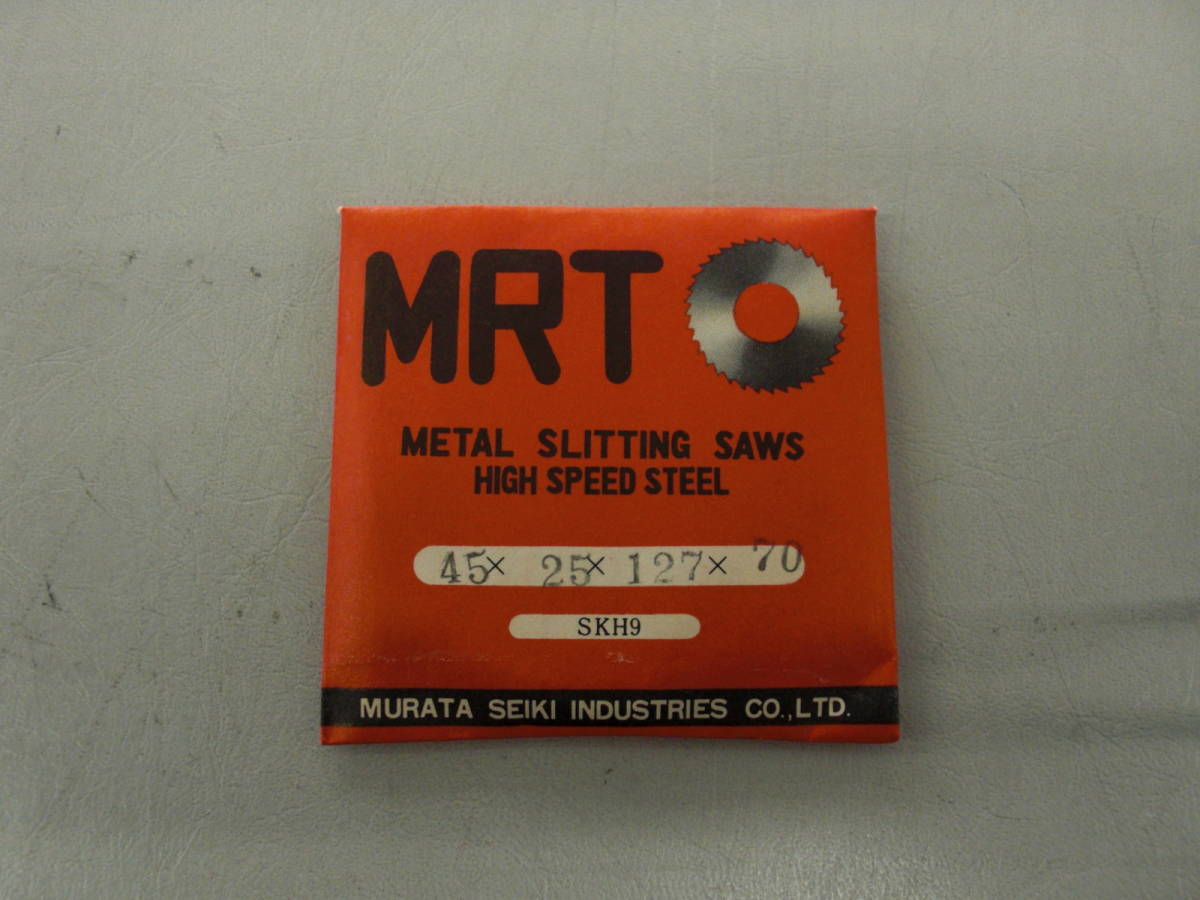 MRT
METAL SLITTING SAWS
HIGH SPEED STEEL
45× 25× 127× 70
SKH9
MURATA SEIKI INDUSTRIES CO.,LTD.